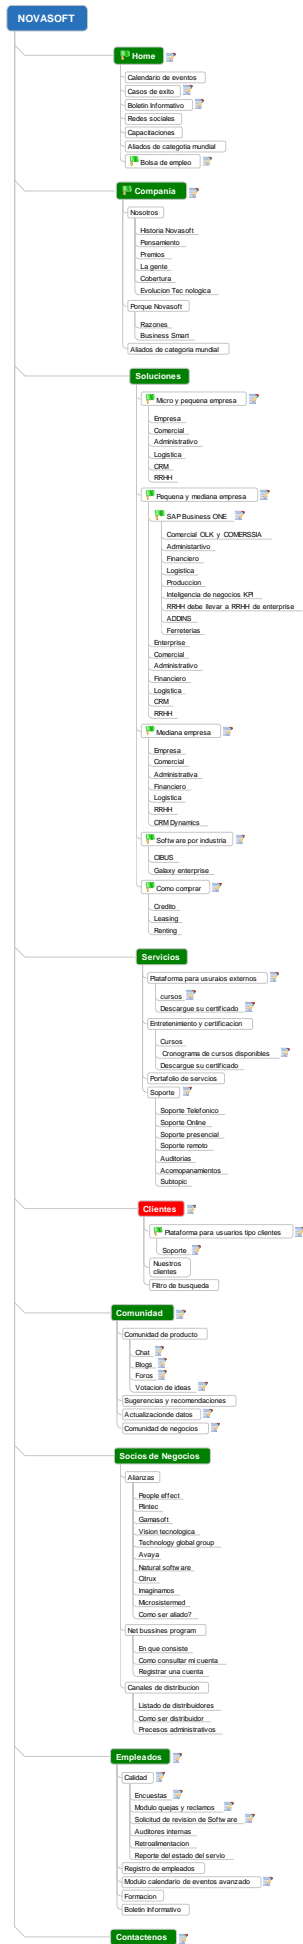 NOVASOFT
Home
Calendario de eventos
Casos de exito
Boletin Informativo
Redes sociales
Capacitaciones
Aliados de categotia mundial
Bolsa de empleo
Compania
Nosotros
Historia Novasoft
Pensamiento
Premios
La gente
Cobertura
Evolucion Tec nologica
Porque Novasoft
Razones
Business Smart
Aliados de categoria mundial
Soluciones
Micro y pequena empresa
Empresa
Comercial
Administrativo
Logistica
CRM
RRHH
Pequena y mediana empresa
SAP Business ONE
Comercial OLK y COMERSSIA
Administartivo
Financiero
Logistica
Produccion
Inteligencia de negocios KPI
RRHH debe llevar a RRHH de enterprise
ADDINS
Ferreterias
Enterprise
Comercial
Administrativo
Financiero
Logistica
CRM
RRHH
Mediana empresa
Empresa
Comercial
Administrativa
Financiero
Logistica
RRHH
CRM Dynamics
Software por industria
CIBUS
Galaxy enterprise
Como comprar
Credito
Leasing
Renting
Servicios
Plataforma para usuraios externos
cursos
Descargue su certificado
Entretenimiento y certificacion
Cursos
Cronograma de cursos disponibles
Descargue su certificado
Portafolio de servcios
Soporte
Soporte Telefonico
Soporte Online
Soporte presencial
Soporte remoto
Auditorias
Acomopanamientos
Subtopic
Clientes
Plataforma para usuarios tipo clientes
Soporte
Nuestros
clientes
Filtro de busqueda
Comunidad
Comunidad de producto
Chat
Blogs
Foros
Votacion de ideas
Sugerencias y recomendaciones
Actualizacionde datos
Comunidad de negocios
Socios de Negocios
Alianzas
People effect
Plintec
Gamasoft
Vision tecnologica
Technology global group
Avaya
Natural software
Citrux
Imaginamos
Microsistermed
Como ser aliado?
Net bussines program
En que consiste
Como consultar mi cuenta
Registrar una cuenta
Canales de distribucion
Listado de distribuidores
Como ser distribuidor
Precesos administrativos
Empleados
Calidad
Encuestas
Modulo quejas y reclamos
Solicitud de revision de Software
Auditores internas
Retroalimentacion
Reporte del estado del servio
Registro de empleados
Modulo calendario de eventos avanzado
Formacion
Boletin Informativo
Contactenos